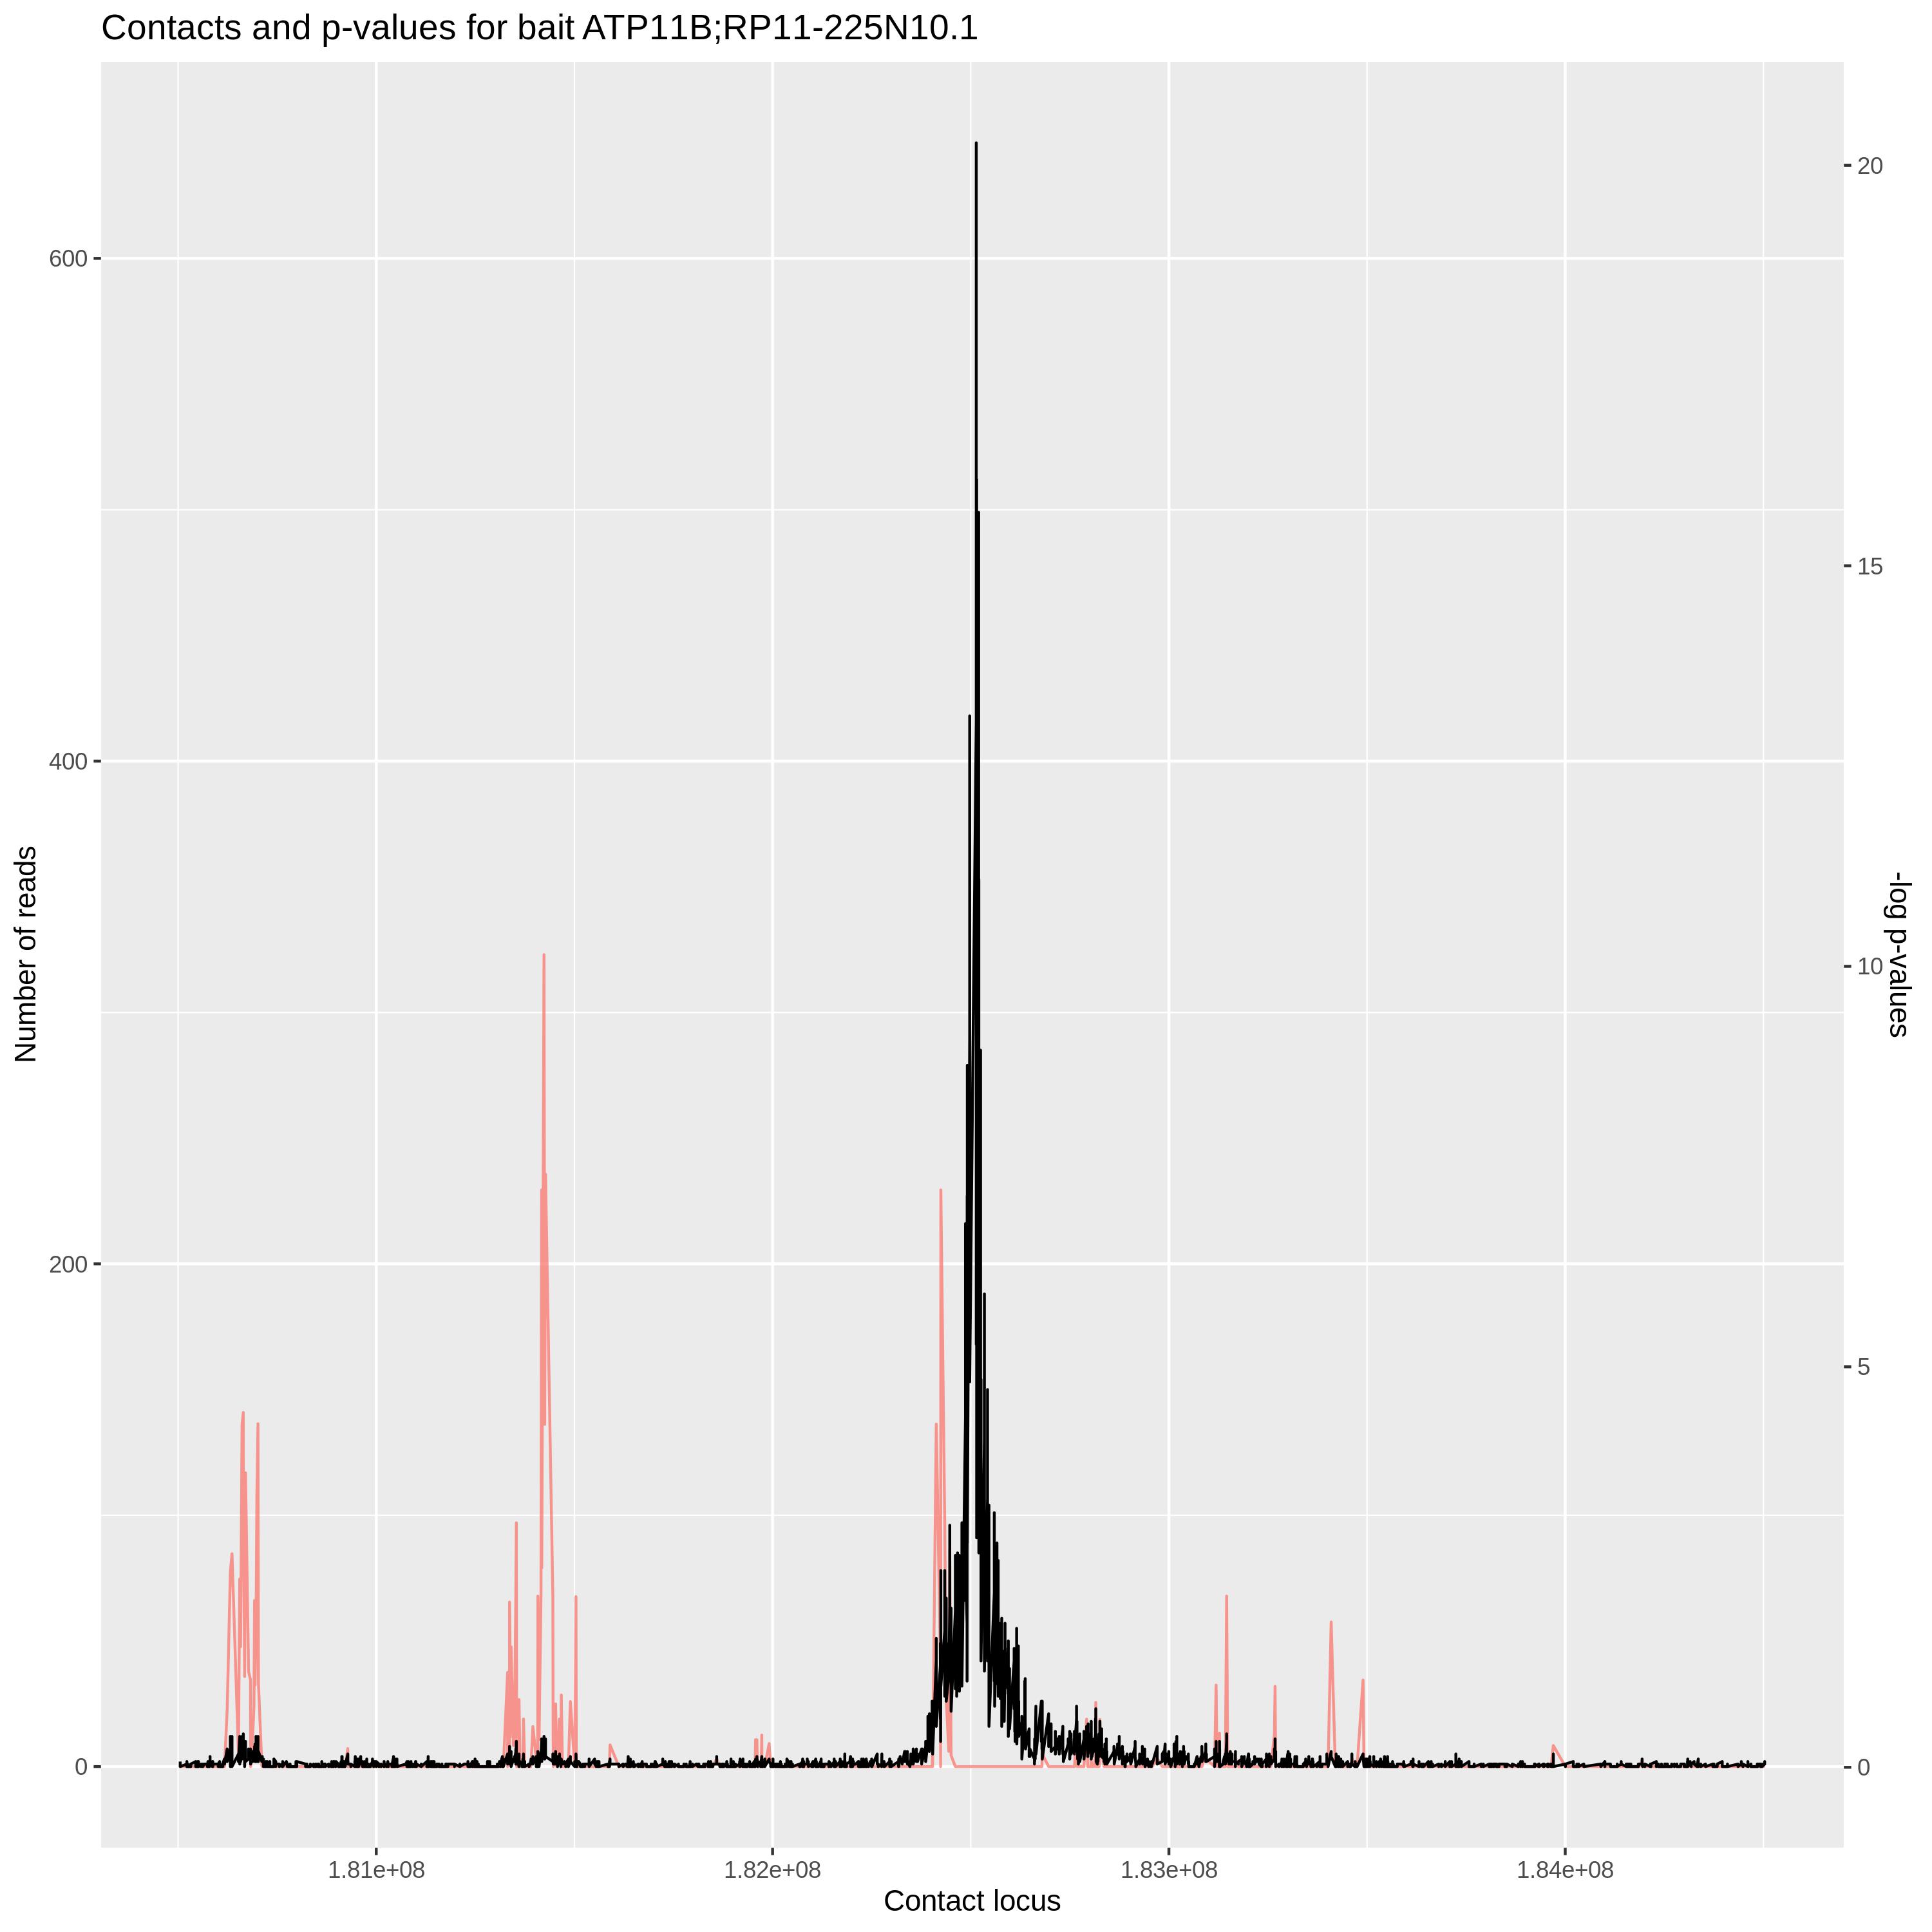 Contacts and p-values for bait ATP11B;RP11-225N10.1
600
400
200
0
Number of reads
20
15
10
5
0
-log p-values
1.81e+08
1.82e+08
1.83e+08
1.84e+08
Contact locus